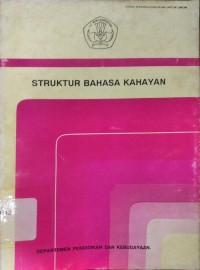 STRUKTUR BAHASA KAHAYAN
DEPARTEMEN PENDIDIKAN DAN KEBUDAYAAN